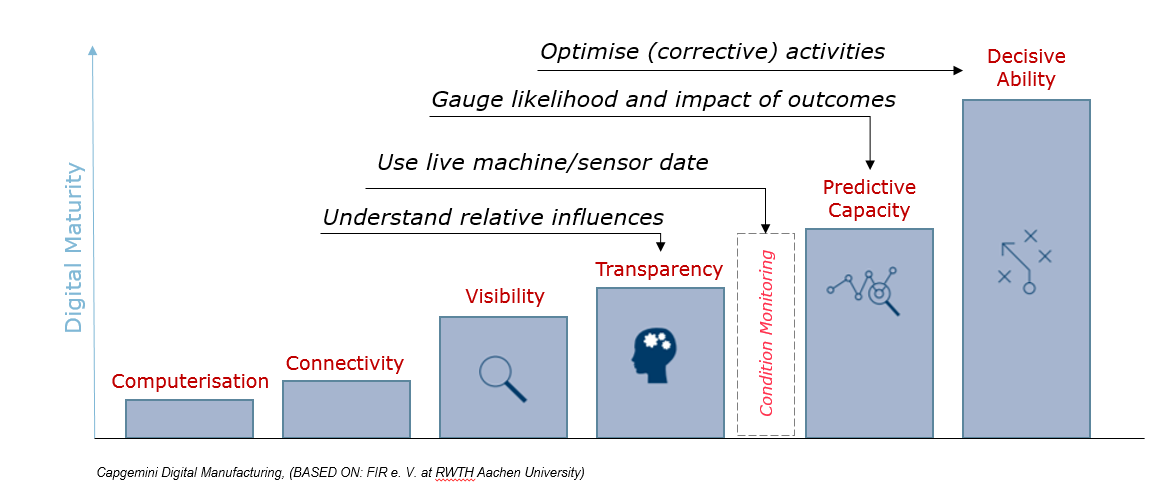 Optimise (corrective) activities
Decisive
Ability
Gauge likelihood and impact of outcomes
Use live machine/sensor date
Predictive
Capacity
Understand relative influences
Transparency
Condition Monitoring
Visibility
Connectivity
Computerisation
Digital Maturity
Capgemini Digital Manufacturing, (BASED ON: FIR e. V. at RWTH Aachen University)